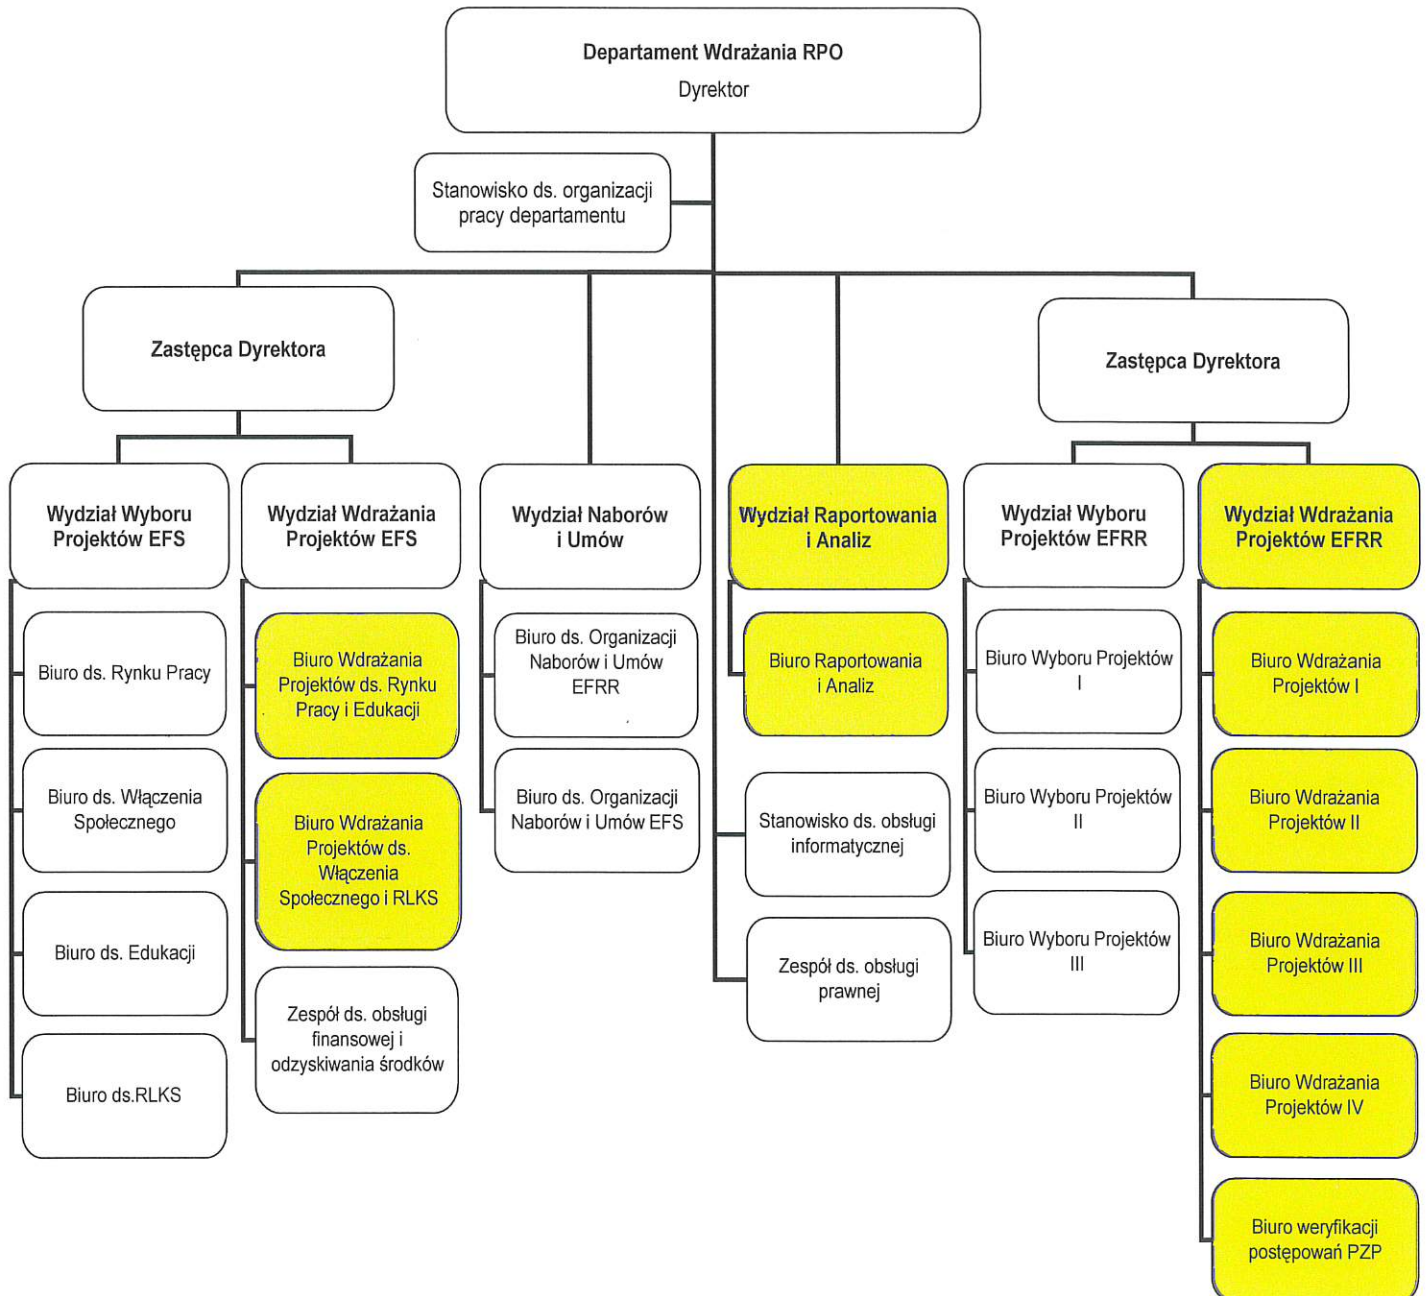 Departament Wdrażania RPO
Dyrektor
Stanowisko ds. organizacji
pracy departamentu
Zastępca Dyrektora
Zastępca Dyrektora
Wydział Wyboru
Projektów EFS
Wydział Wdrażania
Projektów EFS
Wydział Naborów
i Umów
Wydział Raportowania
i Analiz
Wydział Wyboru
Projektów EFRR
Wydział Wdrażania
Projektów EFRR
Biuro ds. Rynku Pracy
Biuro ds. Włączenia
Społecznego
Biuro ds. Edukacji
Biuro ds.RLKS
Biuro Wdrażania
Projektów ds. Rynku
Pracy i Edukacji
Biuro Wdrażania
Projektów ds.
Włączenia
Społecznego i RLKS
Zespół ds. obsługi
finansowej i
odzyskiwania środków
Biuro ds. Organizacji
Naborów i Umów
EFRR
Biuro ds. Organizacji
Naborów i Umów EFS
Biuro Raportowania
i Analiz
Stanowisko ds. obsługi
informatycznej
Zespół ds. obsługi
prawnej
Biuro Wyboru Projektów
I
Biuro Wyboru Projektów
II
Biuro Wyboru Projektów
III
Biuro Wdrażania
Projektów I
Biuro Wdrażania
Projektów II
Biuro Wdrażania
Projektów III
Biuro Wdrażania
Projektów IV
Biuro weryfikacji
postępowań PZP